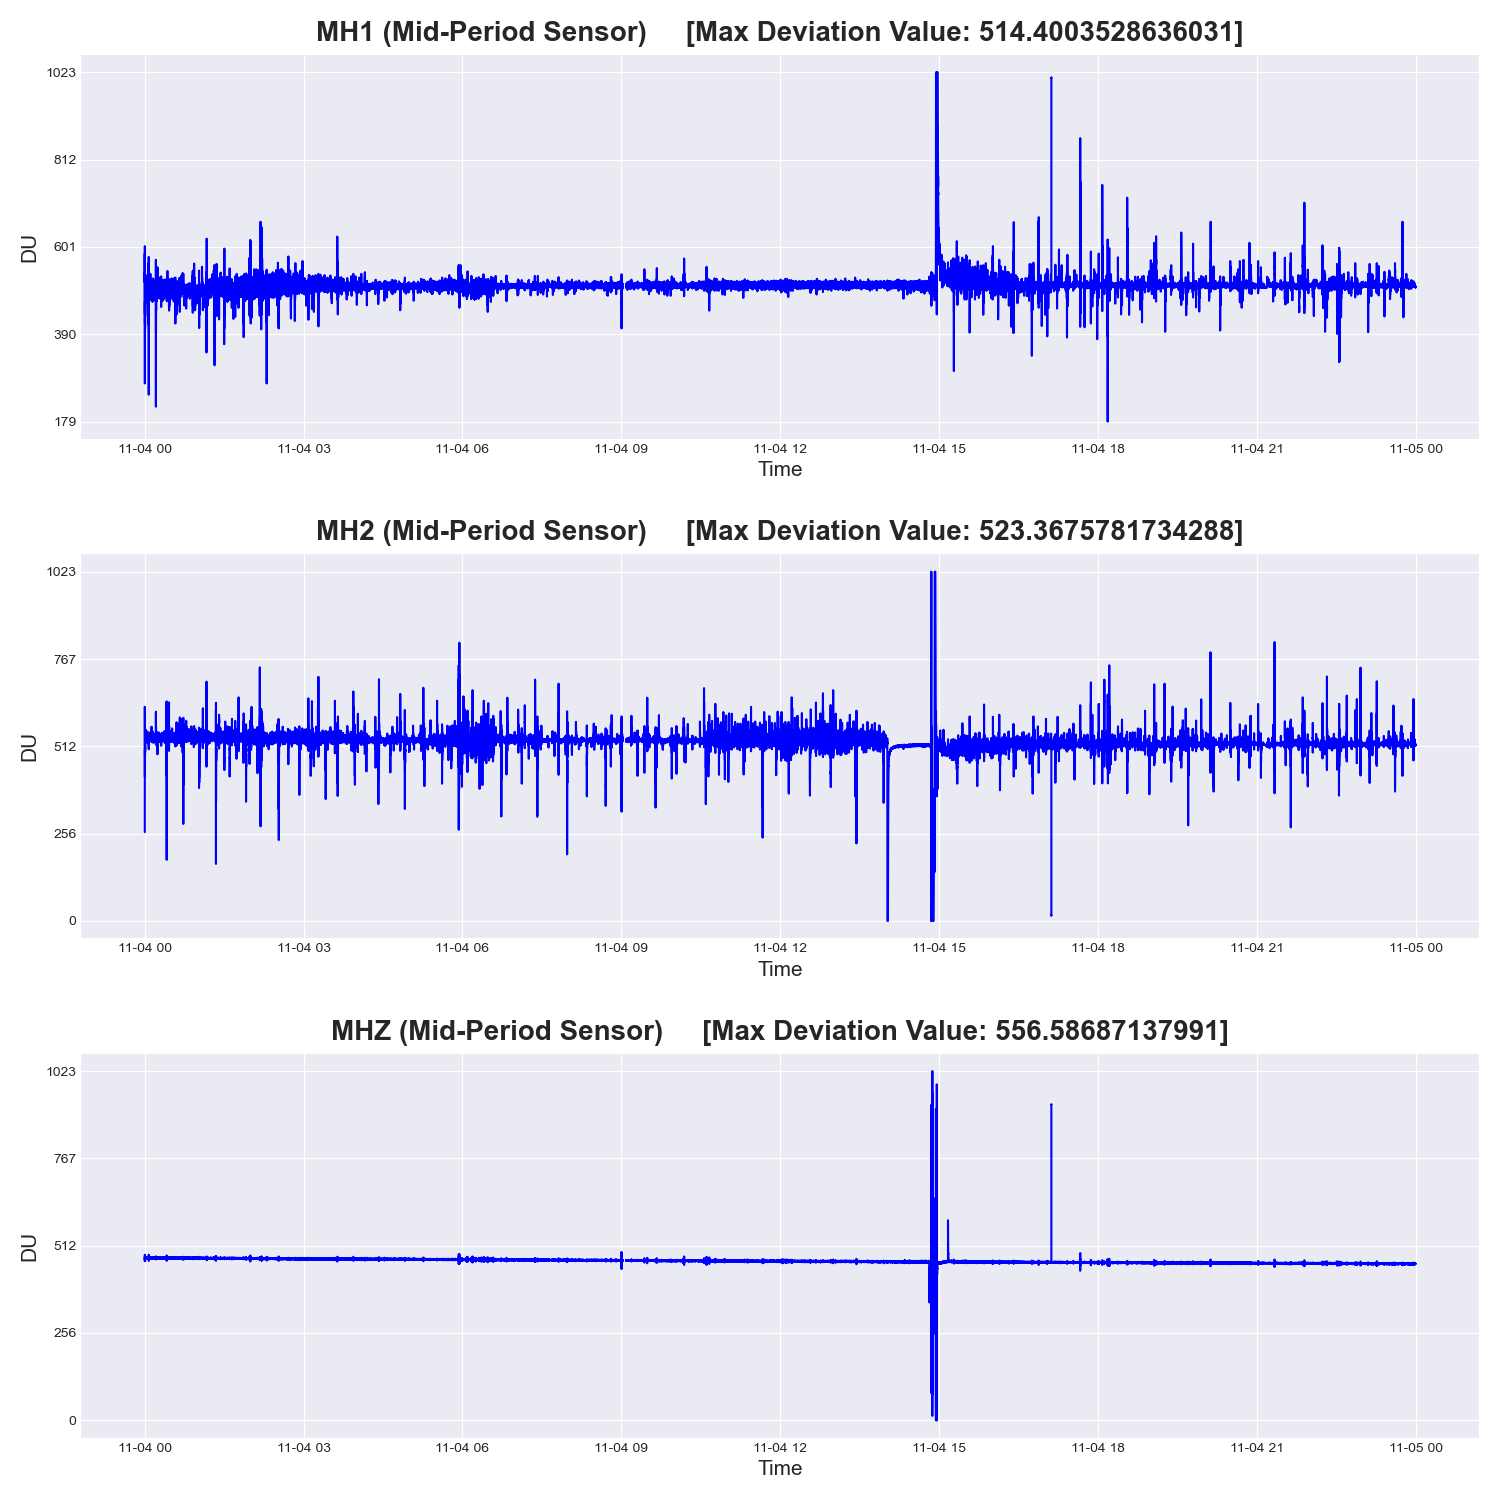 MH1 (Mid-Period Sensor) [Max Deviation Value: 514.4003528636031]
1023
812
601
390
179
DU
11-04 00 11-04 03 11-04 06 11-04 09 11-04 12 11-04 15 11-04 18 11-04 21 11-05 00
Time
MH2 (Mid-Period Sensor) [Max Deviation Value: 523.3675781734288]
1023
767
512
256
0
DU
11-04 00 11-04 03 11-04 06 11-04 09 11-04 12 11-04 15 11-04 18 11-04 21 11-05 00
Time
MHZ (Mid-Period Sensor) [Max Deviation Value: 556.58687137991]
1023
767
512
256
0
DU
11-04 00 11-04 03 11-04 06 11-04 09 11-04 12 11-04 15 11-04 18 11-04 21 11-05 00
Time